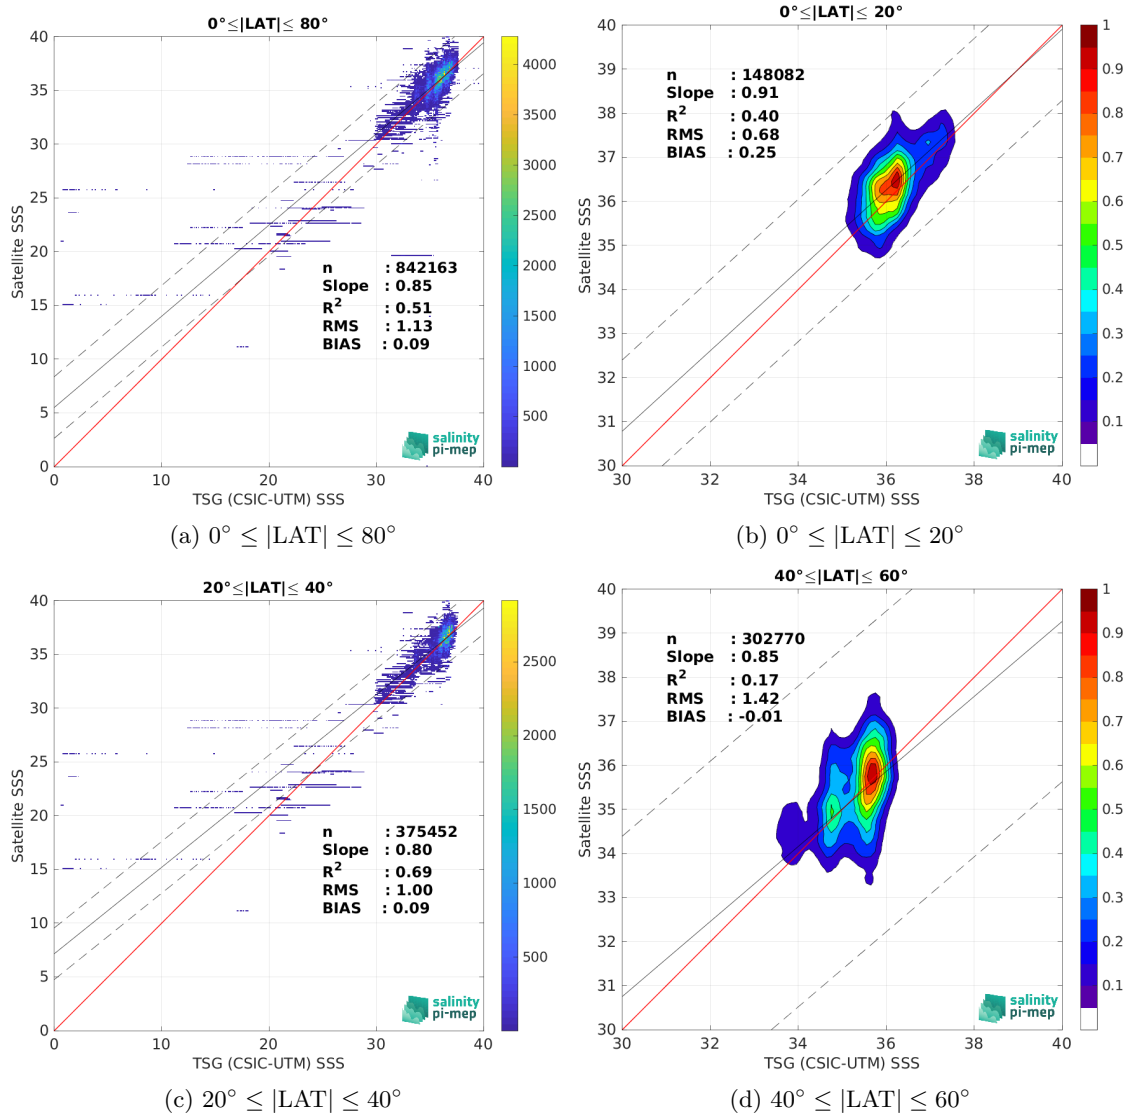 0°≤|LAT|≤ 80°
40
35
30
25
20
15
10
5
0
Satellite SSS
n : 842163
Slope : 0.85
R² : 0.51
RMS : 1.13
BIAS : 0.09
salinity
pi-mep
0 10 20 30 40
TSG (CSIC-UTM) SSS
4000
3500
3000
2500
2000
1500
1000
500
(a) 0° ≤ |LAT| ≤ 80°
0°≤|LAT|≤ 20°
40
39
38
37
36
35
34
33
32
31
30
Satellite SSS
n : 148082
Slope : 0.91
R² : 0.40
RMS : 0.68
BIAS : 0.25
salinity
pi-mep
30 32 34 36 38 40
TSG (CSIC-UTM) SSS
1
0.9
0.8
0.7
0.6
0.5
0.4
0.3
0.2
0.1
(b) 0° ≤ |LAT| ≤ 20°
20°≤|LAT|≤ 40°
40
35
30
25
20
15
10
5
0
Satellite SSS
n : 375452
Slope : 0.80
R² : 0.69
RMS : 1.00
BIAS : 0.09
salinity
pi-mep
0 10 20 30 40
TSG (CSIC-UTM) SSS
2500
2000
1500
1000
500
(c) 20° ≤ |LAT| ≤ 40°
40°≤|LAT|≤ 60°
40
39
38
37
36
35
34
33
32
31
30
Satellite SSS
n : 302770
Slope : 0.85
R² : 0.17
RMS : 1.42
BIAS : -0.01
salinity
pi-mep
30 32 34 36 38 40
TSG (CSIC-UTM) SSS
1
0.9
0.8
0.7
0.6
0.5
0.4
0.3
0.2
0.1
(d) 40° ≤ |LAT| ≤ 60°